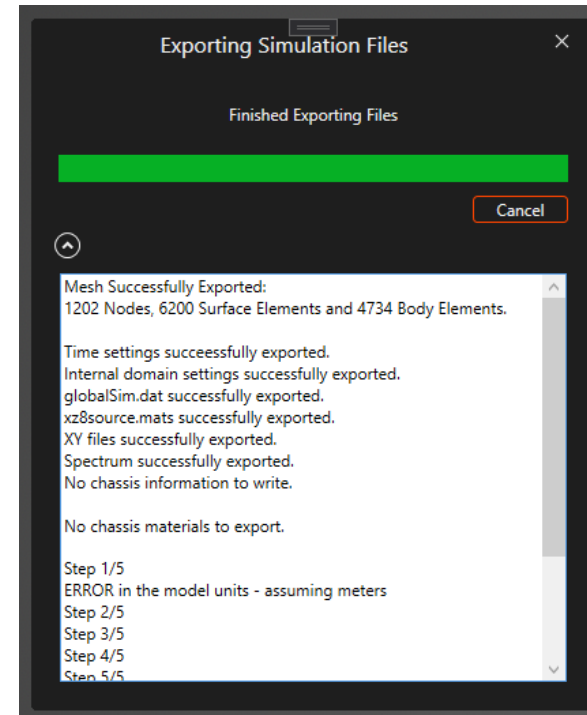 Exporting Simulation Files
Finished Exporting Files
Cancel
Mesh Successfully Exported:
1202 Nodes, 6200 Surface Elements and 4734 Body Elements.
Time settings succeessfully exported.
Internal domain settings successfully exported.
globalSim.dat successfully exported.
xz8source.mats successfully exported.
XY files successfully exported.
Spectrum successfully exported.
No chassis information to write.
No chassis materials to export.
Step 1/5
ERROR in the model units - assuming meters
Step 2/5
Step 3/5
Step 4/5
Step 5/5